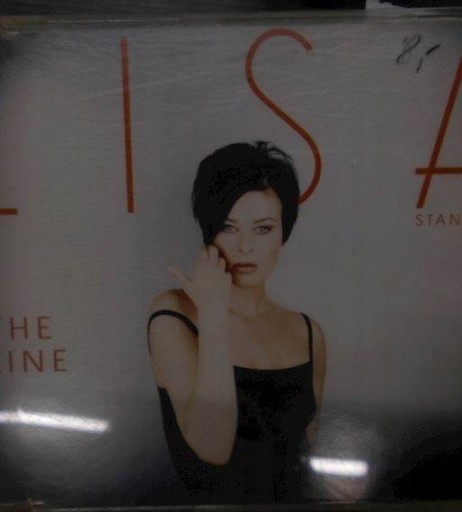 LISA
STAN
HE
INE
8,-